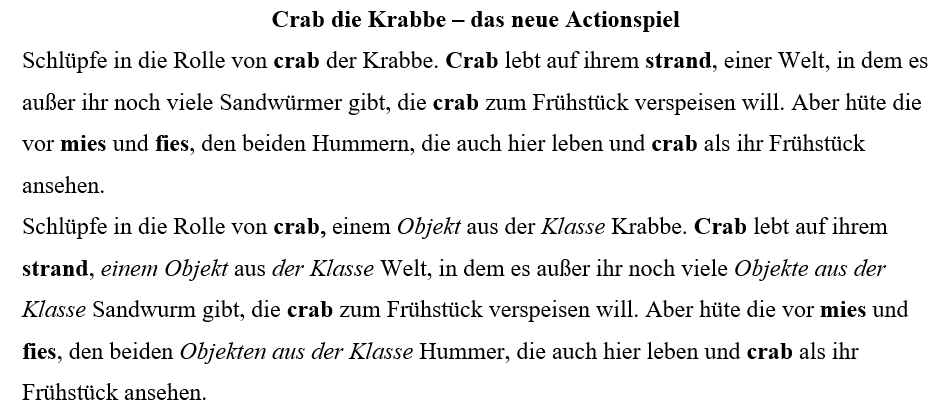 Crab die Krabbe – das neue Actionspiel
Schlüpfe in die Rolle von crab der Krabbe. Crab lebt auf ihrem strand, einer Welt, in dem es
außer ihr noch viele Sandwürmer gibt, die crab zum Frühstück verspeisen will. Aber hüte die
vor mies und fies, den beiden Hummern, die auch hier leben und crab als ihr Frühstück
ansehen.
Schlüpfe in die Rolle von crab, einem Objekt aus der Klasse Krabbe. Crab lebt auf ihrem
strand, einem Objekt aus der Klasse Welt, in dem es außer ihr noch viele Objekte aus der
Klasse Sandwurm gibt, die crab zum Frühstück verspeisen will. Aber hüte die vor mies und
fies, den beiden Objekten aus der Klasse Hummer, die auch hier leben und crab als ihr
Frühstück ansehen.